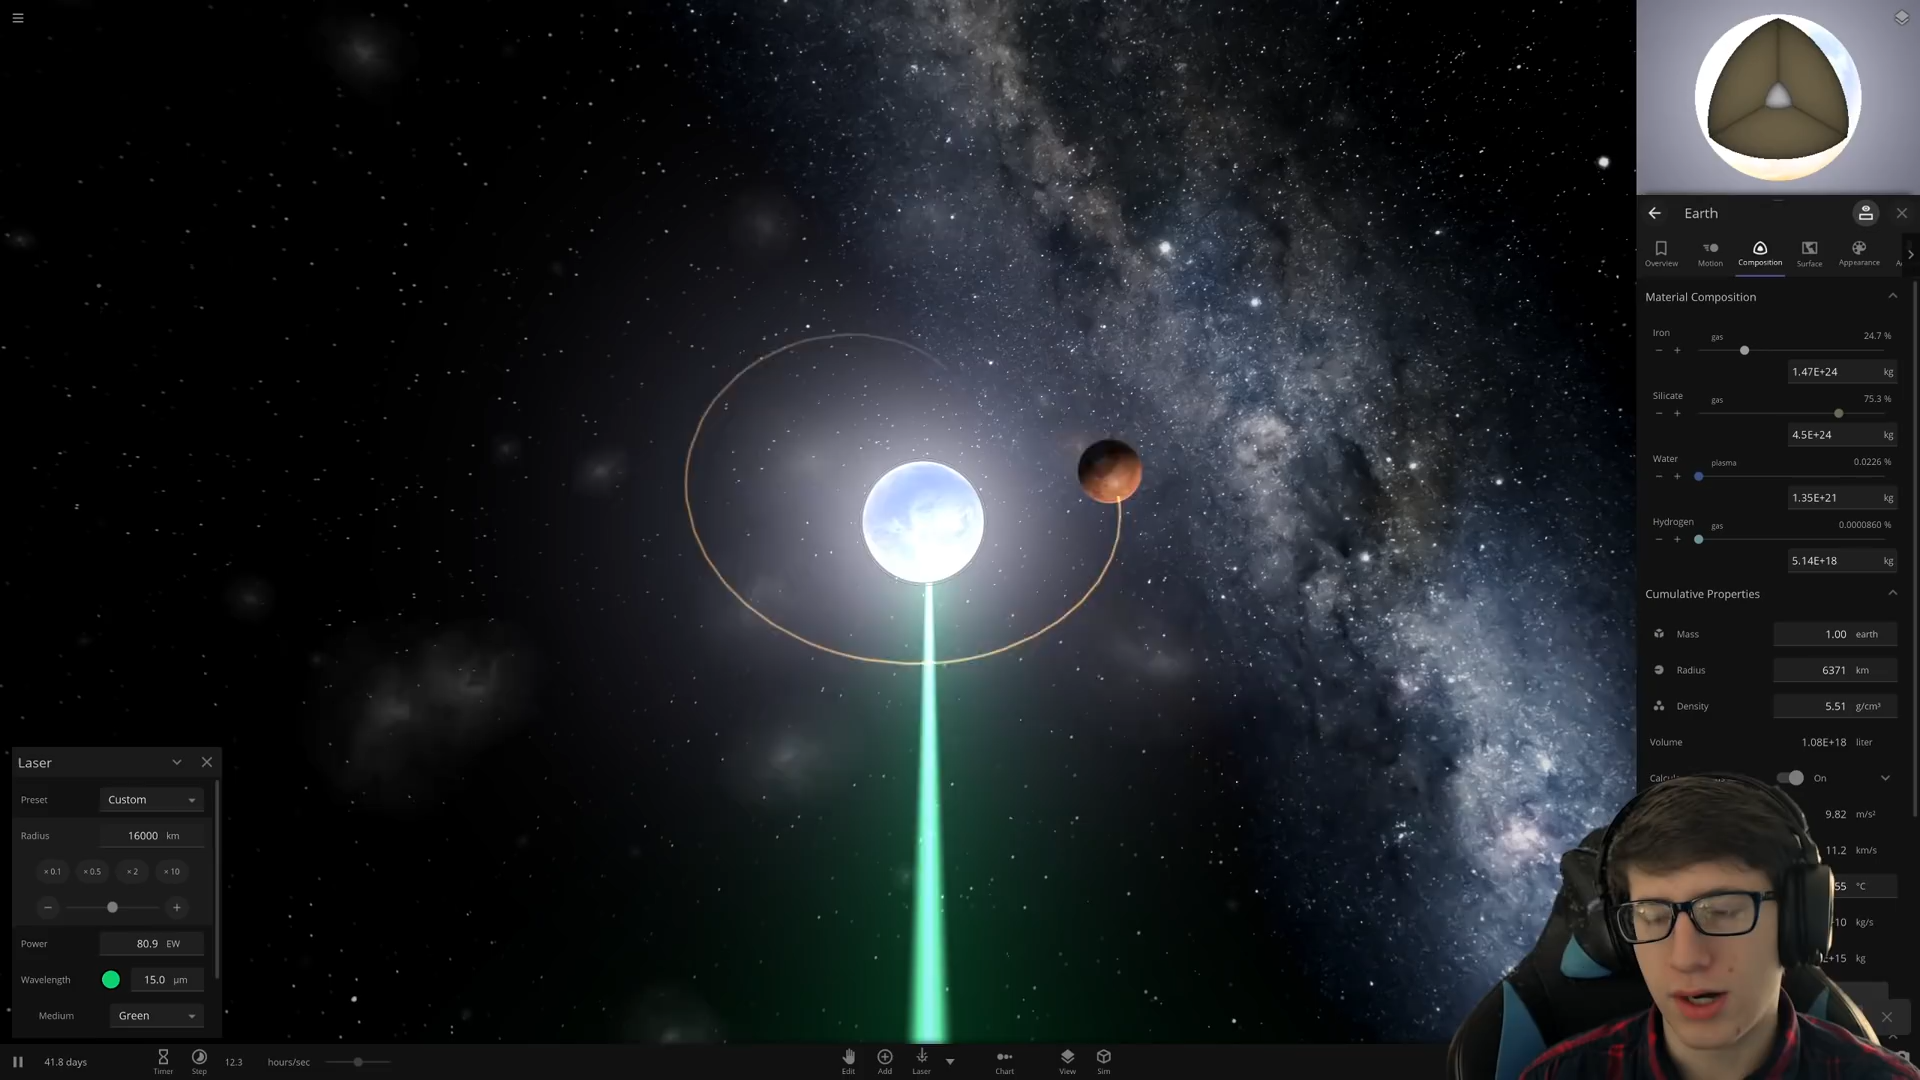 Earth
Overview
Motion
Composition
Surface
Appearance
Material Composition
Iron gas 24.7 %
1.47E+24 kg
Silicate gas 75.3 %
4.5E+24 kg
Water plasma 0.0226 %
1.35E+21 kg
Hydrogen gas 0.0000860 %
5.14E+18 kg
Cumulative Properties
Mass 1.00 earth
Radius 6371 km
Density 5.51 g/cm³
Volume 1.08E+18 liter
On
9.82 m/s²
11.2 km/s
55 °C
kg/s
kg
Laser
Preset Custom
Radius 16000 km
× 0.1 × 0.5 × 2 × 10
Power 80.9 EW
Wavelength 15.0 µm
Medium Green
41.8 days
Timer
Step
12.3 hours/sec
Edit
Add
Laser
Chart
View
Sim